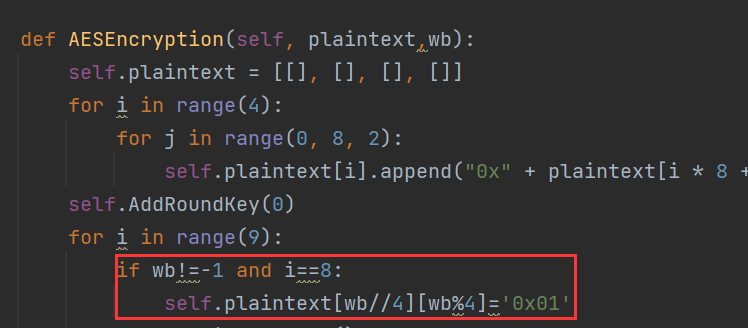 def AESEncryption(self, plaintext,wb):
self.plaintext = [[], [], [], []]
for i in range(4):
for j in range(0, 8, 2):
self.plaintext[i].append("0x" + plaintext[i * 8 +
self.AddRoundKey(0)
for i in range(9):
if wb!=-1 and i==8:
self.plaintext[wb//4][wb%4]='0x01'